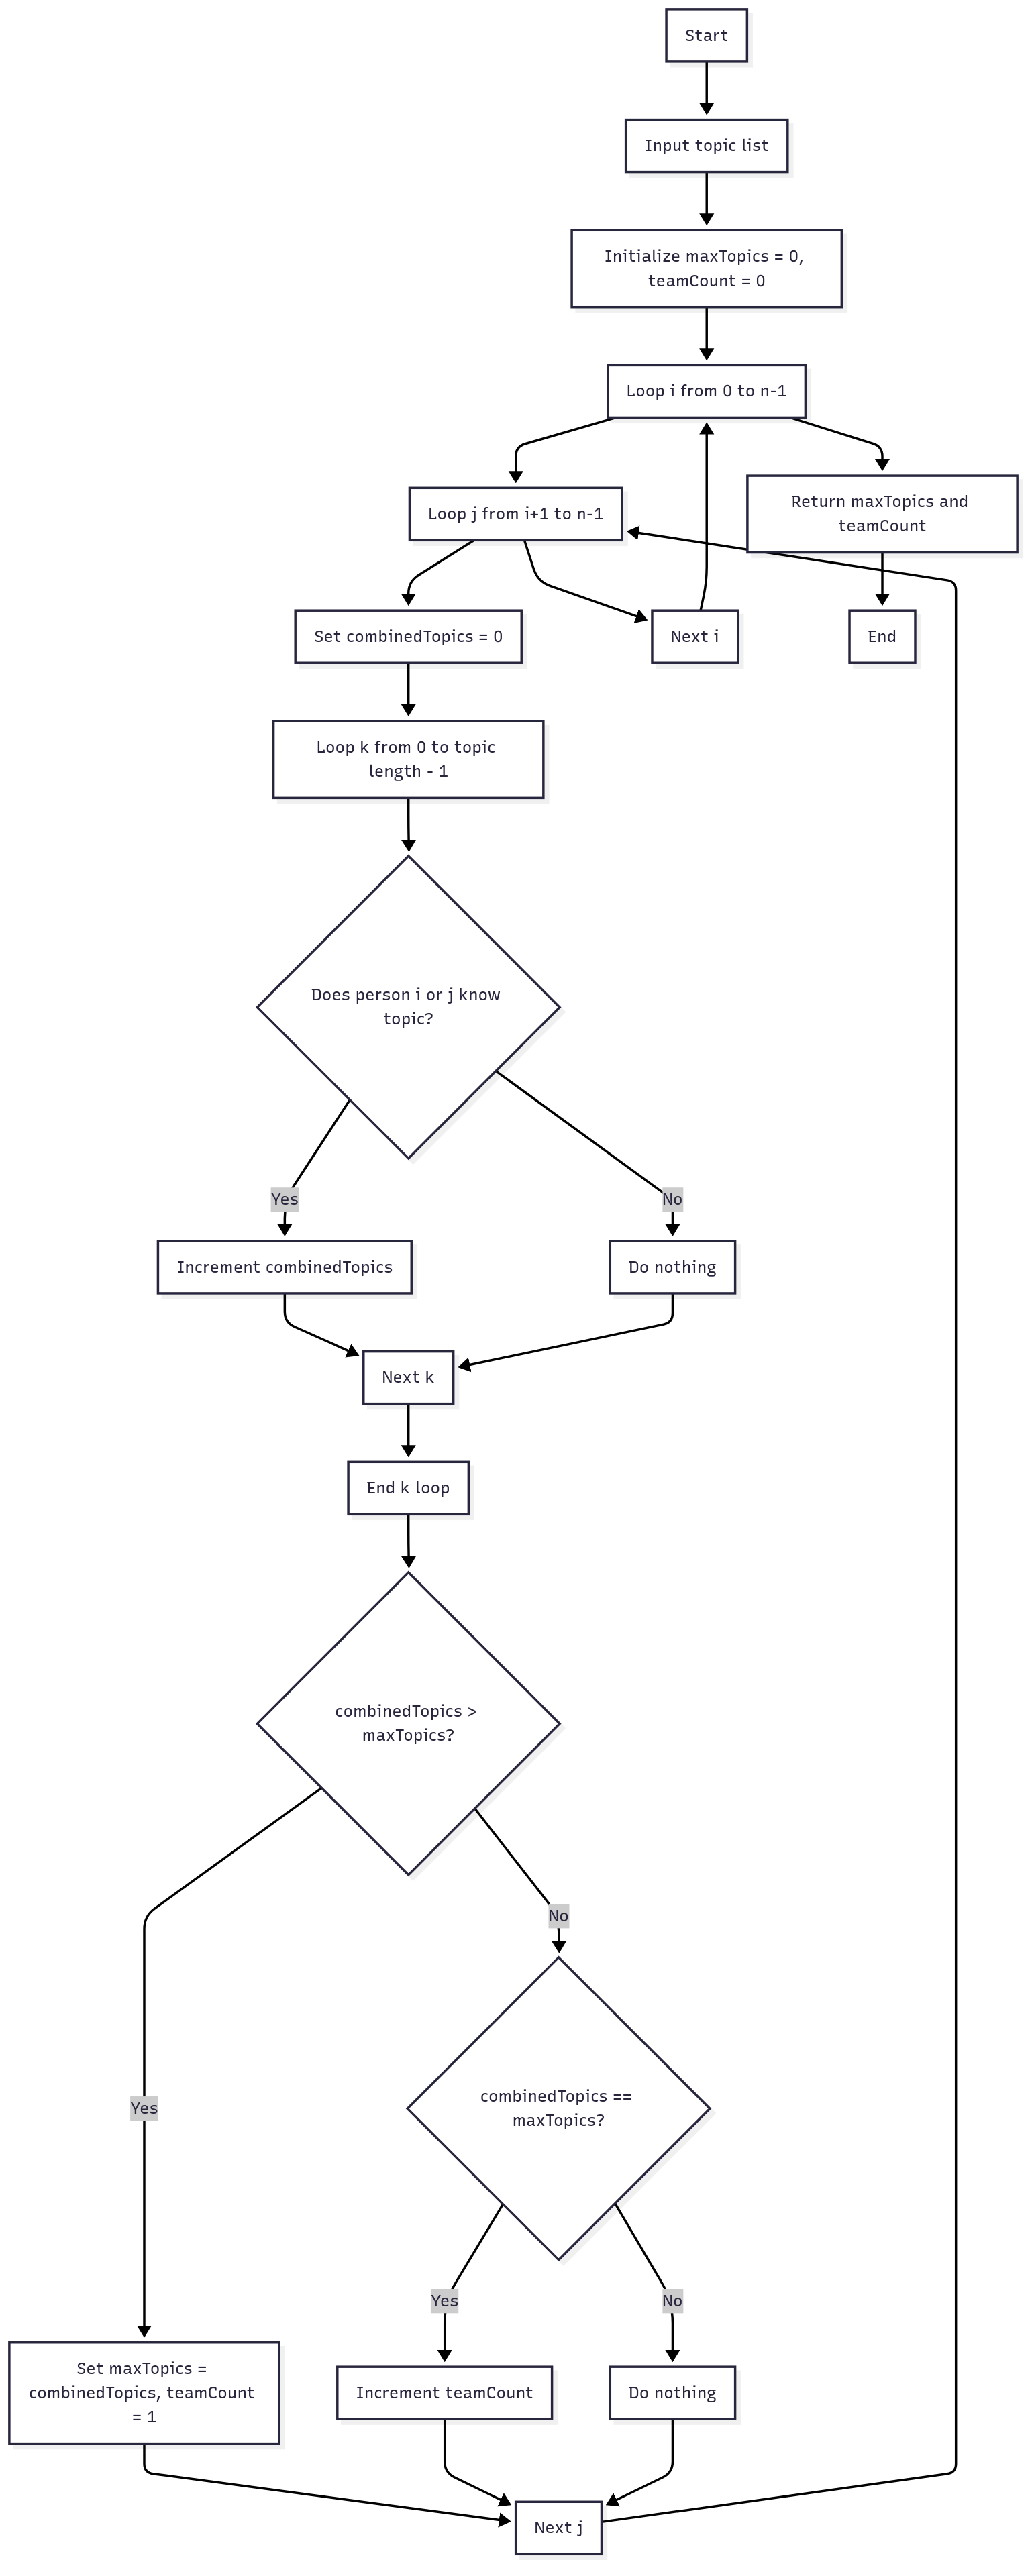 Start
Input topic list
Initialize maxTopics = 0,
teamCount = 0
Loop i from 0 to n-1
Loop j from i+1 to n-1
Return maxTopics and
teamCount
Set combinedTopics = 0
Next i
End
Loop k from 0 to topic
length - 1
Does person i or j know
topic?
Yes
No
Increment combinedTopics
Do nothing
Next k
End k loop
combinedTopics >
maxTopics?
No
combinedTopics ==
maxTopics?
Yes
Yes
No
Set maxTopics =
combinedTopics, teamCount
= 1
Increment teamCount
Do nothing
Next j